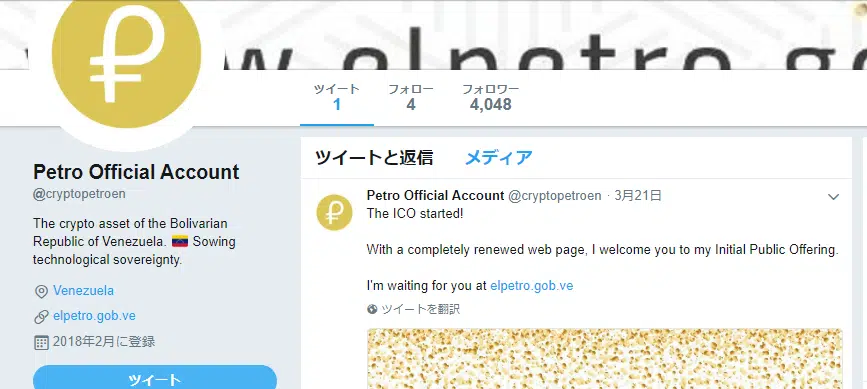 w.elpetro.go
ツイート フォロー フォロワー
1 4 4,048
Petro Official Account
@cryptopetroen
The crypto asset of the Bolivarian
Republic of Venezuela. 🇻🇪 Sowing
technological sovereignty.
Venezuela
elpetro.gob.ve
2018年2月に登録
ツイート
ツイートと返信 メディア
Petro Official Account @cryptopetroen · 3月21日
The ICO started!
With a completely renewed web page, I welcome you to my Initial Public Offering.
I'm waiting for you at elpetro.gob.ve
ツイートを翻訳